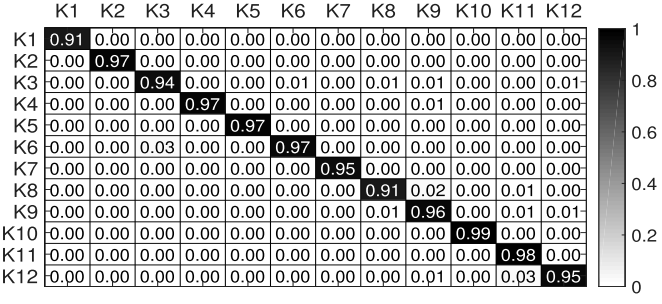 K1 K2 K3 K4 K5 K6 K7 K8 K9 K10 K11 K12
K1 0.91 0.00 0.00 0.00 0.00 0.00 0.00 0.00 0.00 0.00 0.00 0.00 1
K2 0.00 0.97 0.00 0.00 0.00 0.00 0.00 0.00 0.00 0.00 0.00 0.00
K3 0.00 0.00 0.94 0.00 0.00 0.01 0.00 0.01 0.01 0.00 0.00 0.01 0.8
K4 0.00 0.00 0.00 0.97 0.00 0.00 0.00 0.00 0.01 0.00 0.00 0.00
K5 0.00 0.00 0.00 0.00 0.97 0.00 0.00 0.00 0.00 0.00 0.00 0.00 0.6
K6 0.00 0.00 0.03 0.00 0.00 0.97 0.00 0.00 0.00 0.00 0.00 0.00
K7 0.00 0.00 0.00 0.00 0.00 0.00 0.95 0.00 0.00 0.00 0.00 0.00
K8 0.00 0.00 0.00 0.00 0.00 0.00 0.00 0.91 0.02 0.00 0.01 0.00 0.4
K9 0.00 0.00 0.00 0.00 0.00 0.00 0.00 0.01 0.96 0.00 0.01 0.01
K10 0.00 0.00 0.00 0.00 0.00 0.00 0.00 0.00 0.00 0.99 0.00 0.00 0.2
K11 0.00 0.00 0.00 0.00 0.00 0.00 0.00 0.00 0.00 0.00 0.98 0.00
K12 0.00 0.00 0.00 0.00 0.00 0.00 0.00 0.00 0.01 0.00 0.03 0.95 0